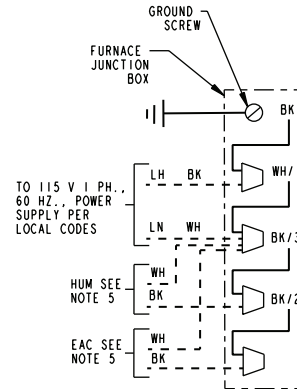 GROUND
SCREW
FURNACE
JUNCTION
BOX
BK
LH BK
WH/
TO 115 V 1 PH.,
60 HZ., POWER
SUPPLY PER
LOCAL CODES
LN WH
BK/3
WH
HUM SEE
NOTE 5
BK
BK/2
WH
EAC SEE
NOTE 5
BK